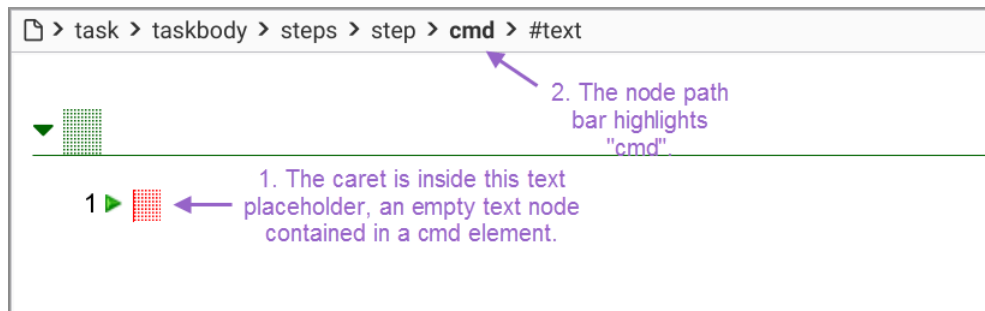 > task > taskbody > steps > step > cmd > #text
2. The node path
bar highlights
"cmd".
1
1. The caret is inside this text
placeholder, an empty text node
contained in a cmd element.